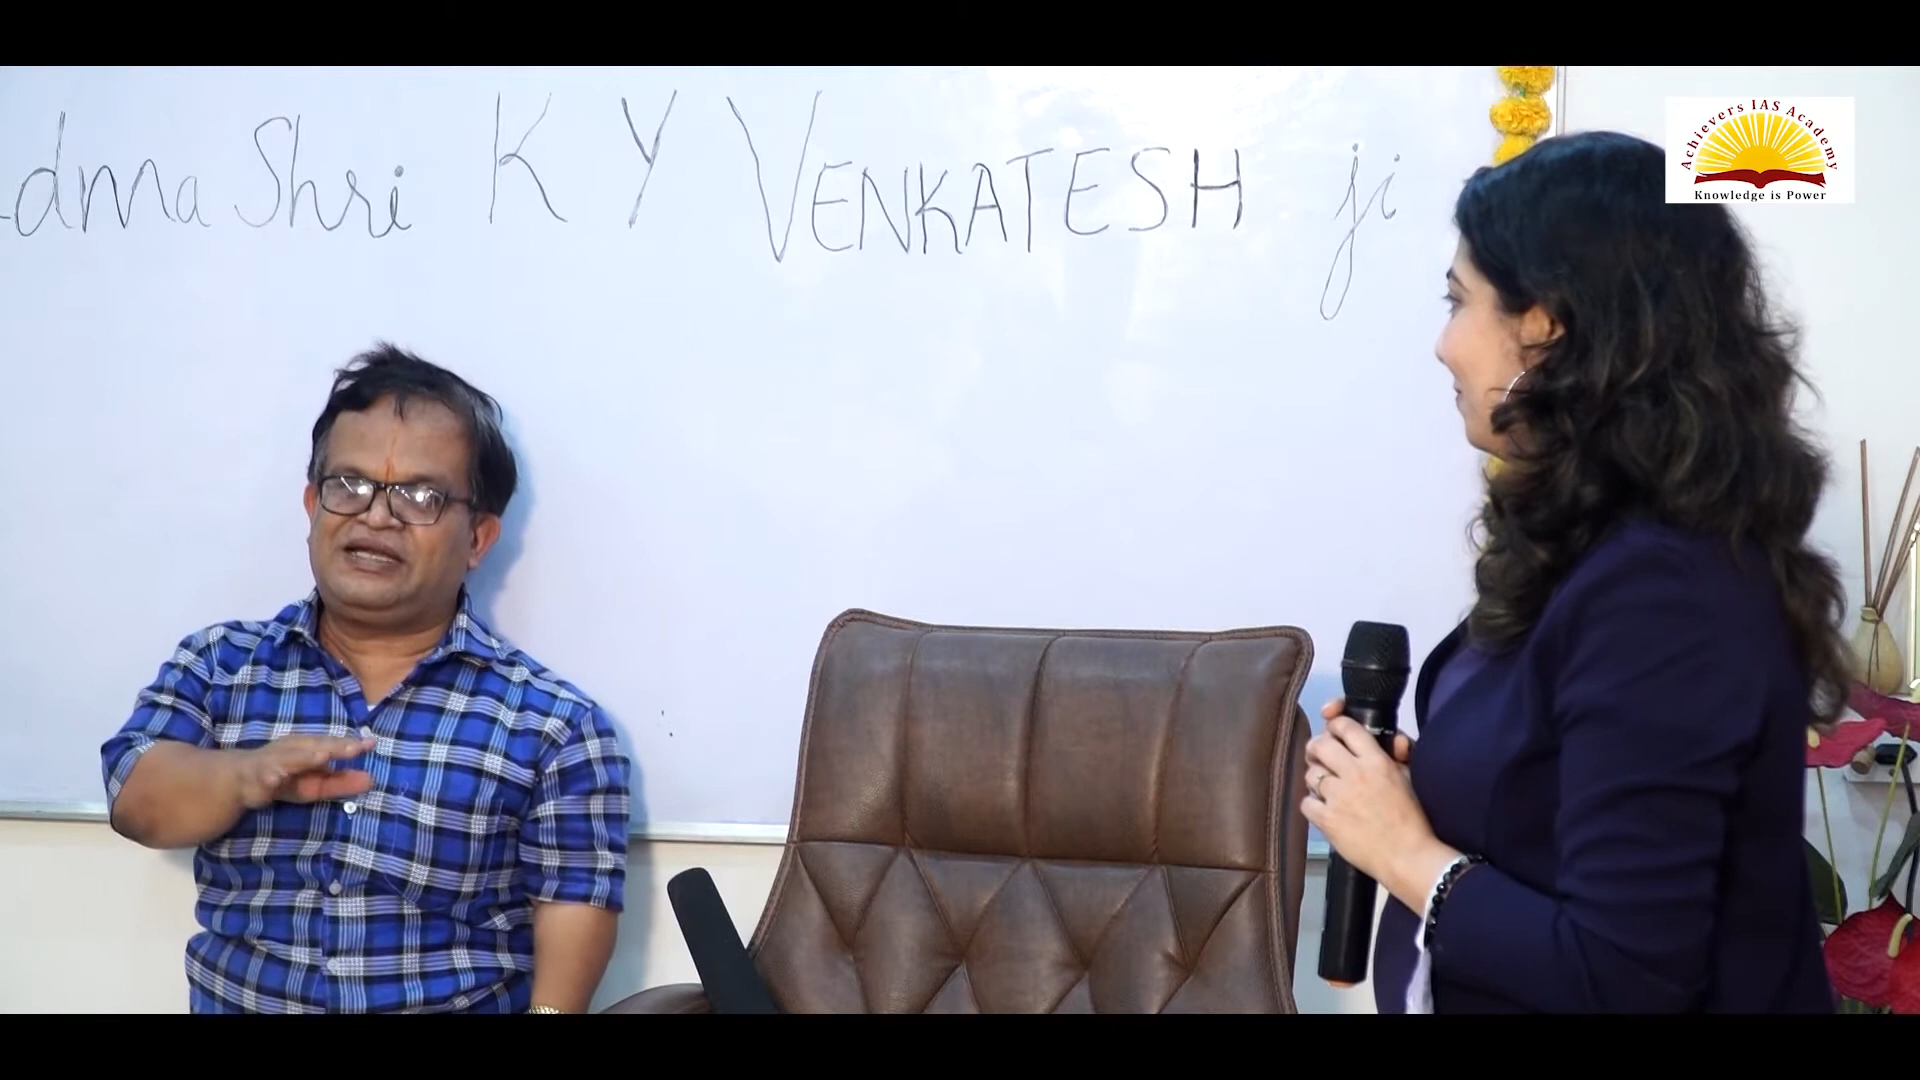 dma Shri K Y VENKATESH ji
Achievers IAS Academy
Knowledge is Power